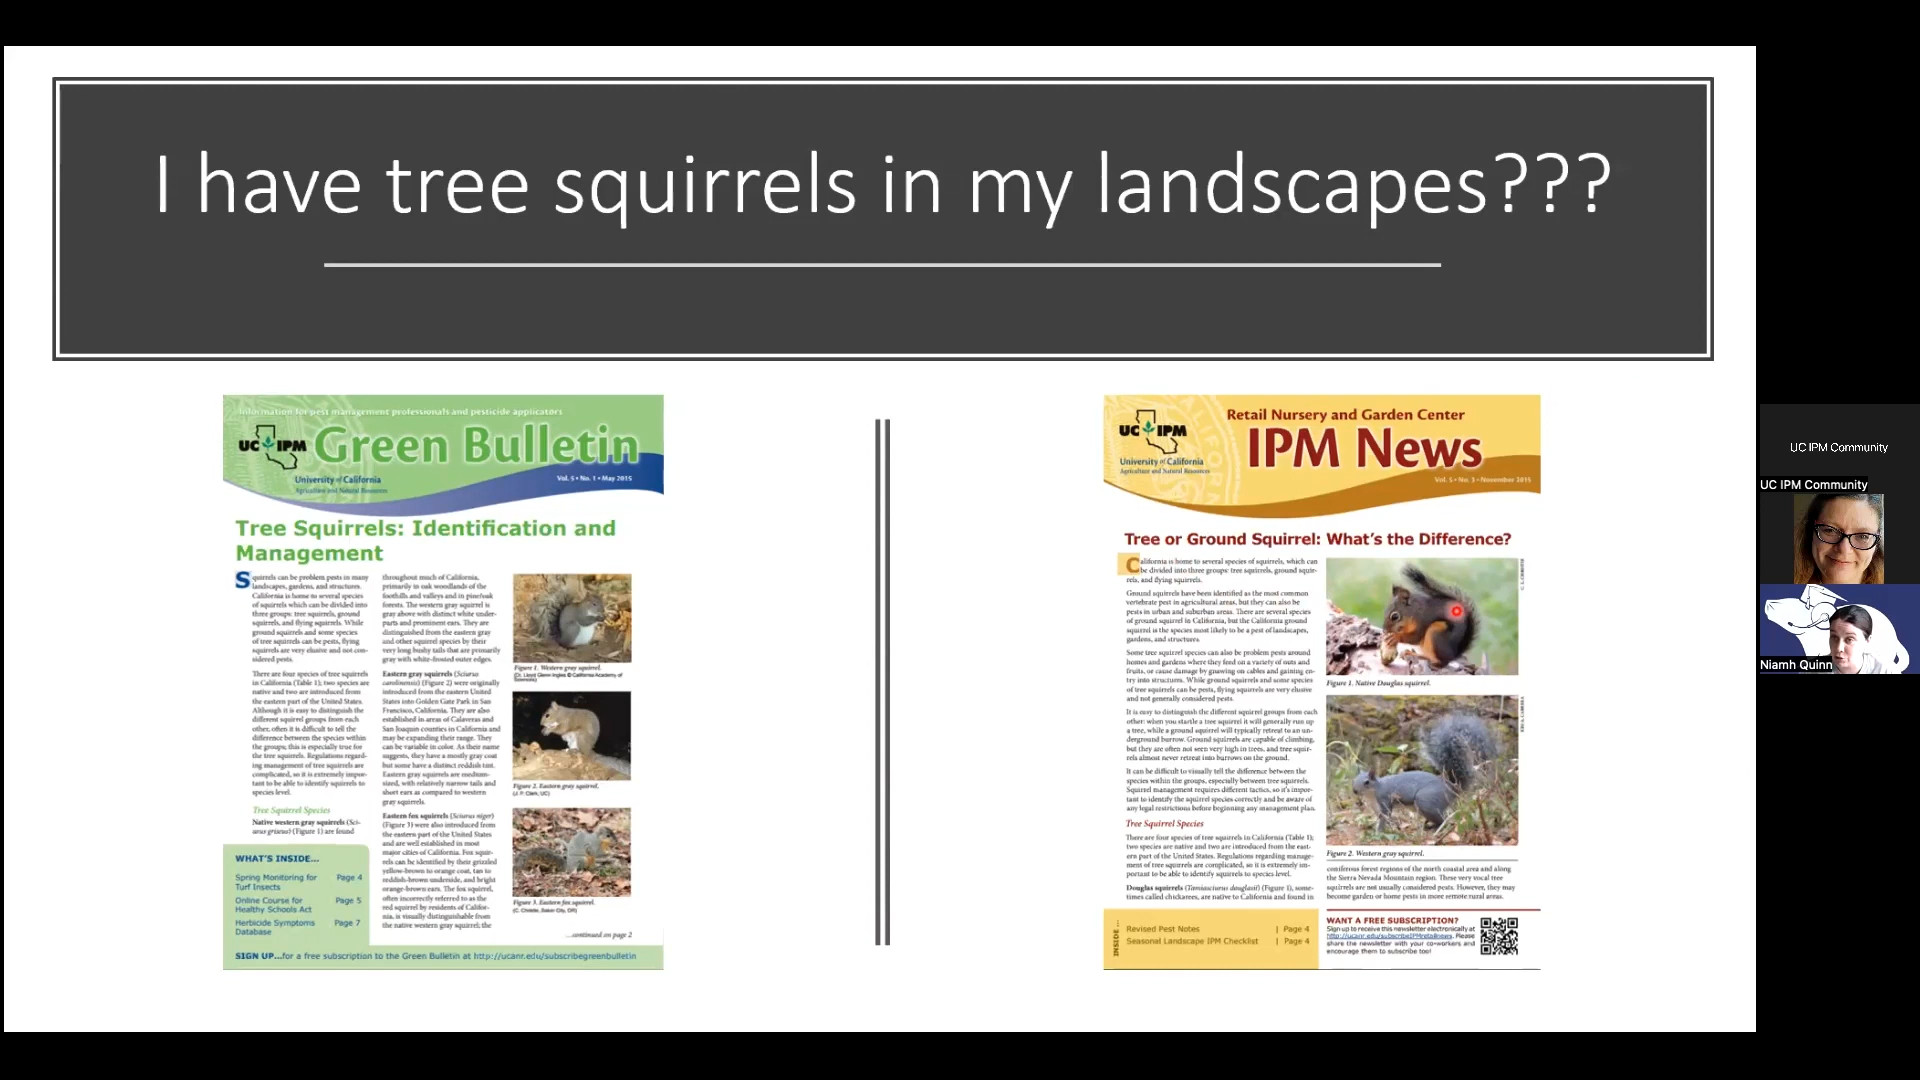 I have tree squirrels in my landscapes???
Information for pest management professionals and pesticide applicators
UC IPM
Green Bulletin
University of California
Agriculture and Natural Resources
Vol. 5 • No. 1 • May 2015
Tree Squirrels: Identification and
Management
Squirrels can be problem pests in many
landscapes, gardens, and structures.
California is home to several species
of squirrels which can be divided into
three groups: tree squirrels, ground
squirrels, and flying squirrels. While
ground squirrels and some species
of tree squirrels can be pests, flying
squirrels are very elusive and not con-
sidered pests.
There are four species of tree squirrels
in California (Table 1); two species are
native and two are introduced from
the eastern part of the United States.
Although it is easy to distinguish the
different squirrel groups from each
other, often it is difficult to tell the
difference between the species within
the groups; this is especially true for
the tree squirrels. Regulations regard-
ing management of tree squirrels are
complicated, so it is extremely impor-
tant to be able to identify squirrels to
species level.
Tree Squirrel Species
Native western gray squirrels (Sci-
urus griseus) (Figure 1) are found
WHAT'S INSIDE...
Spring Monitoring for
Turf Insects Page 4
Online Course for
Healthy Schools Act Page 5
Herbicide Symptoms
Database Page 7
throughout much of California,
primarily in oak woodlands of the
foothills and valleys and in pine/oak
forests. The western gray squirrel is
gray above with distinct white under-
parts and prominent ears. They are
distinguished from the eastern gray
and other squirrel species by their
very long bushy tails that are primarily
gray with white-frosted outer edges.
Eastern gray squirrels (Sciurus
carolinensis) (Figure 2) were originally
introduced from the eastern United
States into Golden Gate Park in San
Francisco, California. They are also
established in areas of Calaveras and
San Joaquin counties in California and
may be expanding their range. They
can be variable in color. As their name
suggests, they have a mostly gray coat
but some have a distinct reddish tint.
Eastern gray squirrels are medium-
sized, with relatively narrow tails and
short ears as compared to western
gray squirrels.
Eastern fox squirrels (Sciurus niger)
(Figure 3) were also introduced from
the eastern part of the United States
and are well established in most
major cities of California. Fox squir-
rels can be identified by their grizzled
yellow-brown to orange coat, tan to
reddish-brown underside, and bright
orange-brown ears. The fox squirrel,
often incorrectly referred to as the
red squirrel by residents of Califor-
nia, is visually distinguishable from
the native western gray squirrel; the
Figure 1. Western gray squirrel.
(Dr. Lloyd Glenn Ingles © California Academy of
Sciences)
Figure 2. Eastern gray squirrel.
(J. P. Clark, UC)
Figure 3. Eastern fox squirrel.
(C. Christie, Baker City, OR)
...continued on page 2
SIGN UP...for a free subscription to the Green Bulletin at http://ucanr.edu/subscribegreenbulletin
Retail Nursery and Garden Center
UC IPM
IPM News
University of California
Agriculture and Natural Resources
Vol. 5 • No. 3 • November 2015
Tree or Ground Squirrel: What's the Difference?
California is home to several species of squirrels, which can
be divided into three groups: tree squirrels, ground squir-
rels, and flying squirrels.
Ground squirrels have been identified as the most common
vertebrate pest in agricultural areas, but they can also be
pests in urban and suburban areas. There are several species
of ground squirrel in California, but the California ground
squirrel is the species most likely to be a pest of landscapes,
gardens, and structures.
Some tree squirrel species can also be problem pests around
homes and gardens where they feed on a variety of nuts and
fruits, or cause damage by gnawing on cables and gaining en-
try into structures. While ground squirrels and some species
of tree squirrels can be pests, flying squirrels are very elusive
and not generally considered pests.
It is easy to distinguish the different squirrel groups from each
other: when you startle a tree squirrel it will generally run up
a tree, while a ground squirrel will typically retreat to an un-
derground burrow. Ground squirrels are capable of climbing,
but they are often not seen very high in trees, and tree squir-
rels almost never retreat into burrows on the ground.
It can be difficult to visually tell the difference between the
species within the groups, especially between tree squirrels.
Squirrel management requires different tactics, so it's impor-
tant to identify the squirrel species correctly and be aware of
any legal restrictions before beginning any management plan.
Tree Squirrel Species
There are four species of tree squirrels in California (Table 1);
two species are native and two are introduced from the east-
ern part of the United States. Regulations regarding manage-
ment of tree squirrels are complicated, so it is extremely im-
portant to be able to identify squirrels to species level.
Douglas squirrels (Tamiasciurus douglasii) (Figure 1), some-
times called chickarees, are native to California and found in
Figure 1. Native Douglas squirrel.
Figure 2. Western gray squirrel.
coniferous forest regions of the north coastal area and along
the Sierra Nevada Mountain region. These very vocal tree
squirrels are not usually considered pests. However, they may
become garden or home pests in more remote rural areas.
INSIDE...
Revised Pest Notes | Page 4
Seasonal Landscape IPM Checklist | Page 4
WANT A FREE SUBSCRIPTION?
Sign up to receive this newsletter electronically at
http://ucanr.edu/subscribeIPMretailnews. Please
share the newsletter with your co-workers and
encourage them to subscribe too!
UC IPM Community
UC IPM Community
Niamh Quinn